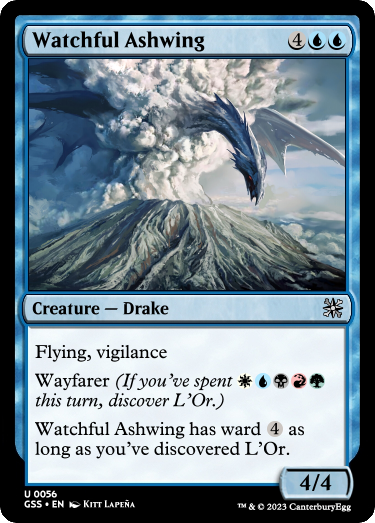 Watchful Ashwing 4
Creature — Drake
Flying, vigilance
Wayfarer (If you've spent
this turn, discover L'Or.)
Watchful Ashwing has ward 4 as
long as you've discovered L'Or.
4/4
U 0056
GSS • EN Kitt Lapeña
™ & © 2023 CanterburyEgg